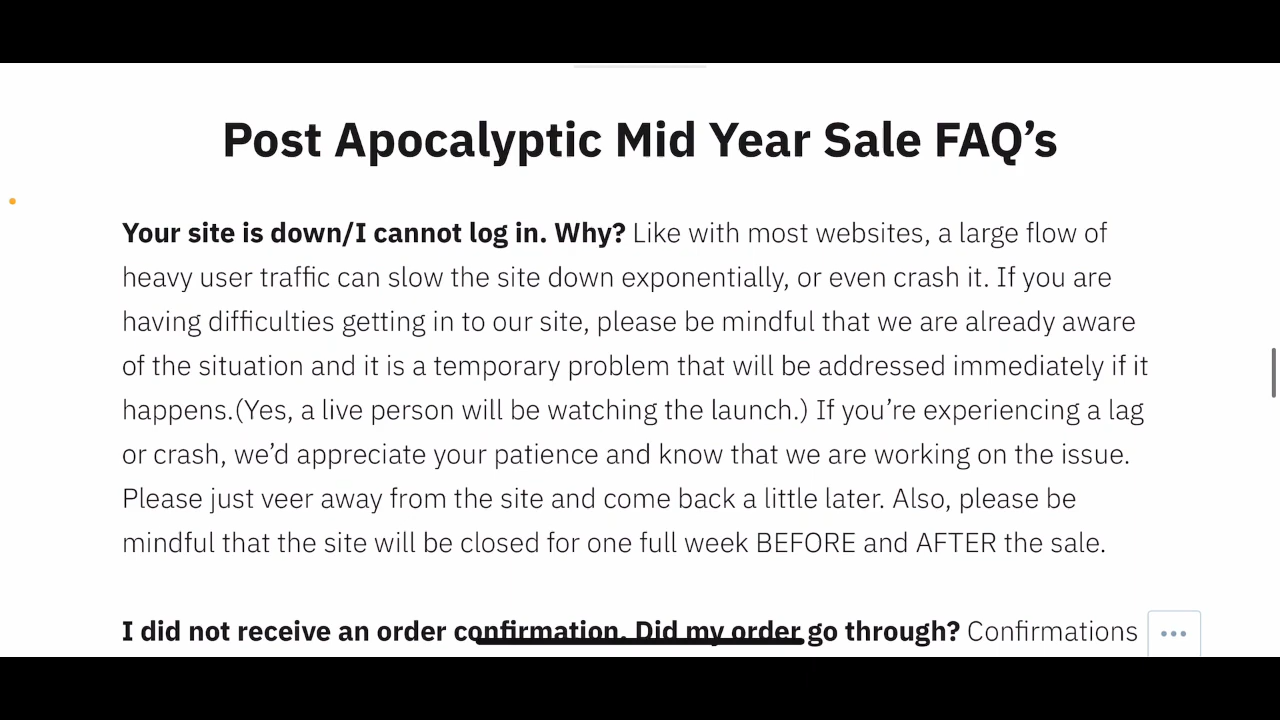 Post Apocalyptic Mid Year Sale FAQ’s
Your site is down/I cannot log in. Why? Like with most websites, a large flow of
heavy user traffic can slow the site down exponentially, or even crash it. If you are
having difficulties getting in to our site, please be mindful that we are already aware
of the situation and it is a temporary problem that will be addressed immediately if it
happens.(Yes, a live person will be watching the launch.) If you’re experiencing a lag
or crash, we’d appreciate your patience and know that we are working on the issue.
Please just veer away from the site and come back a little later. Also, please be
mindful that the site will be closed for one full week BEFORE and AFTER the sale.
I did not receive an order confirmation. Did my order go through? Confirmations